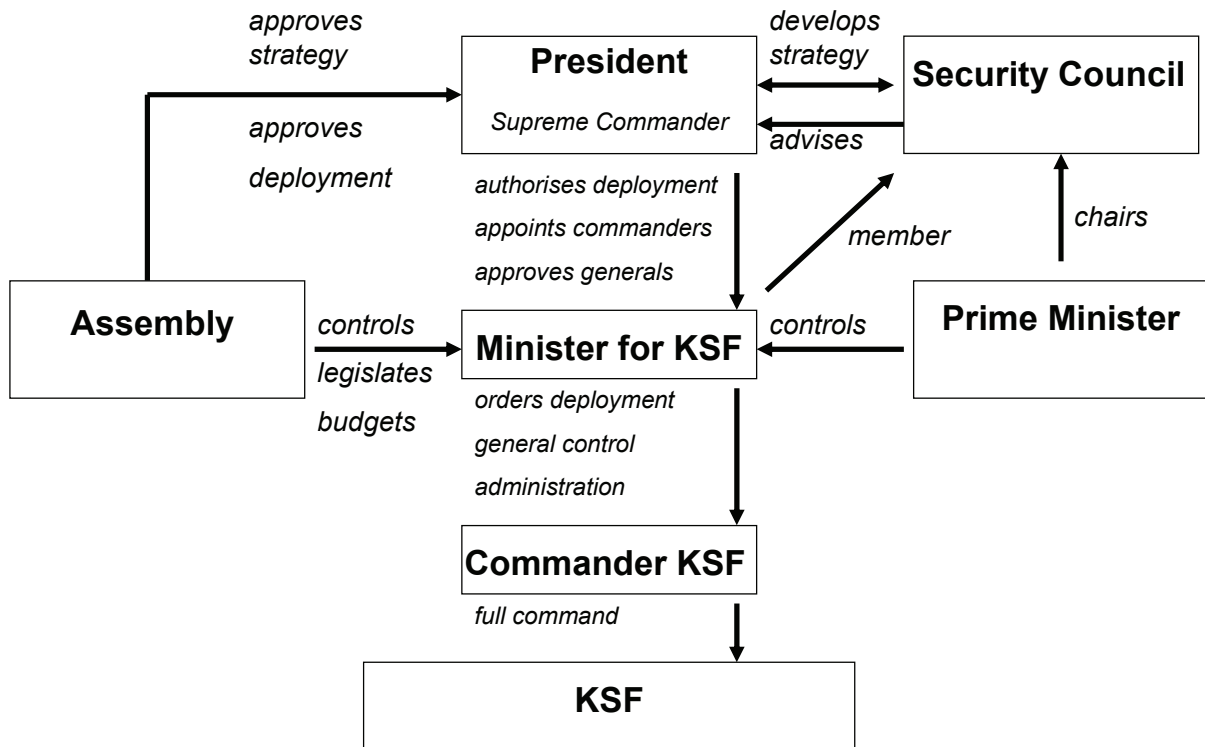 approves
strategy
President
Supreme Commander
develops
strategy
Security Council
approves
deployment
advises
authorises deployment
appoints commanders
approves generals
member
chairs
Assembly
controls
legislates
budgets
Minister for KSF
controls
Prime Minister
orders deployment
general control
administration
Commander KSF
full command
KSF